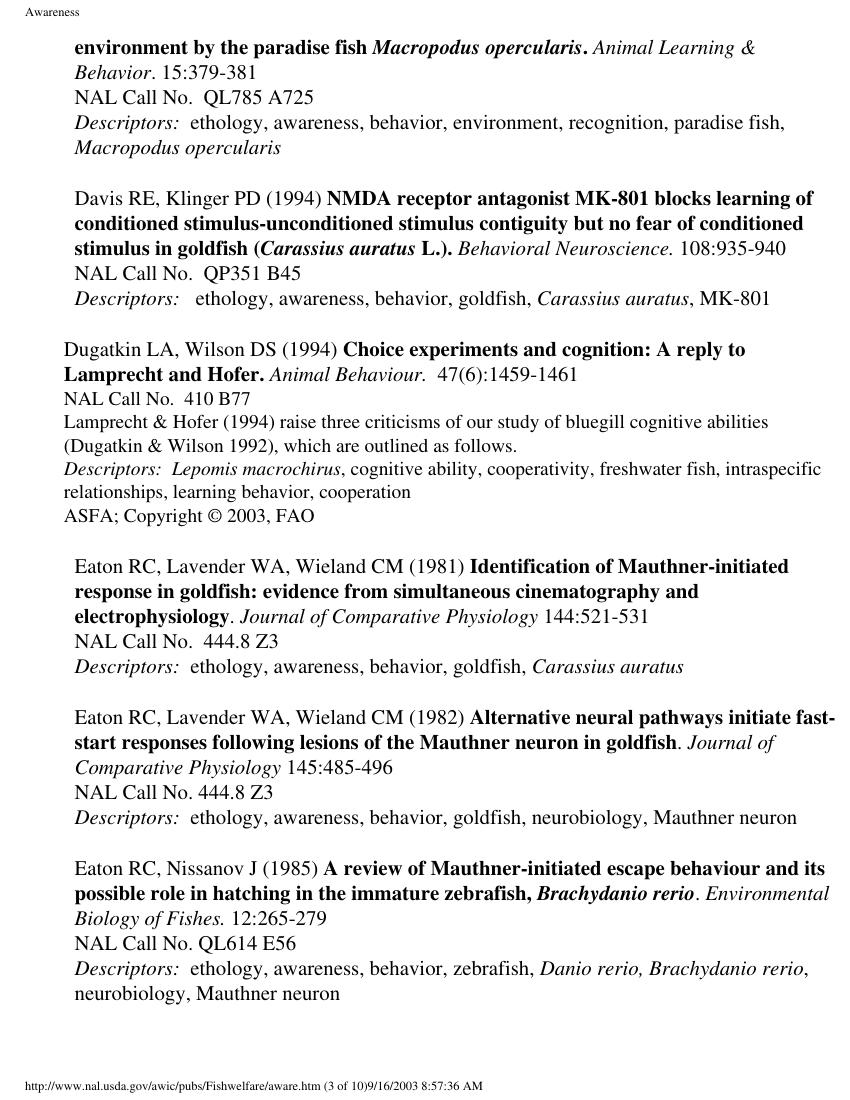 Awareness
environment by the paradise fish Macropodus opercularis. Animal Learning &
Behavior. 15:379-381
NAL Call No.  QL785 A725
Descriptors:  ethology, awareness, behavior, environment, recognition, paradise fish,
Macropodus opercularis
Davis RE, Klinger PD (1994) NMDA receptor antagonist MK-801 blocks learning of
conditioned stimulus-unconditioned stimulus contiguity but no fear of conditioned
stimulus in goldfish (Carassius auratus L.). Behavioral Neuroscience. 108:935-940
NAL Call No.  QP351 B45
Descriptors:   ethology, awareness, behavior, goldfish, Carassius auratus, MK-801
Dugatkin LA, Wilson DS (1994) Choice experiments and cognition: A reply to
Lamprecht and Hofer. Animal Behaviour.  47(6):1459-1461
NAL Call No.  410 B77
Lamprecht & Hofer (1994) raise three criticisms of our study of bluegill cognitive abilities
(Dugatkin & Wilson 1992), which are outlined as follows.
Descriptors:  Lepomis macrochirus, cognitive ability, cooperativity, freshwater fish, intraspecific
relationships, learning behavior, cooperation
ASFA; Copyright © 2003, FAO
Eaton RC, Lavender WA, Wieland CM (1981) Identification of Mauthner-initiated
response in goldfish: evidence from simultaneous cinematography and
electrophysiology. Journal of Comparative Physiology 144:521-531
NAL Call No.  444.8 Z3
Descriptors:  ethology, awareness, behavior, goldfish, Carassius auratus
Eaton RC, Lavender WA, Wieland CM (1982) Alternative neural pathways initiate fast-
start responses following lesions of the Mauthner neuron in goldfish. Journal of
Comparative Physiology 145:485-496
NAL Call No. 444.8 Z3
Descriptors:  ethology, awareness, behavior, goldfish, neurobiology, Mauthner neuron
Eaton RC, Nissanov J (1985) A review of Mauthner-initiated escape behaviour and its
possible role in hatching in the immature zebrafish, Brachydanio rerio. Environmental
Biology of Fishes. 12:265-279
NAL Call No. QL614 E56
Descriptors:  ethology, awareness, behavior, zebrafish, Danio rerio, Brachydanio rerio,
neurobiology, Mauthner neuron
http://www.nal.usda.gov/awic/pubs/Fishwelfare/aware.htm (3 of 10)9/16/2003 8:57:36 AM